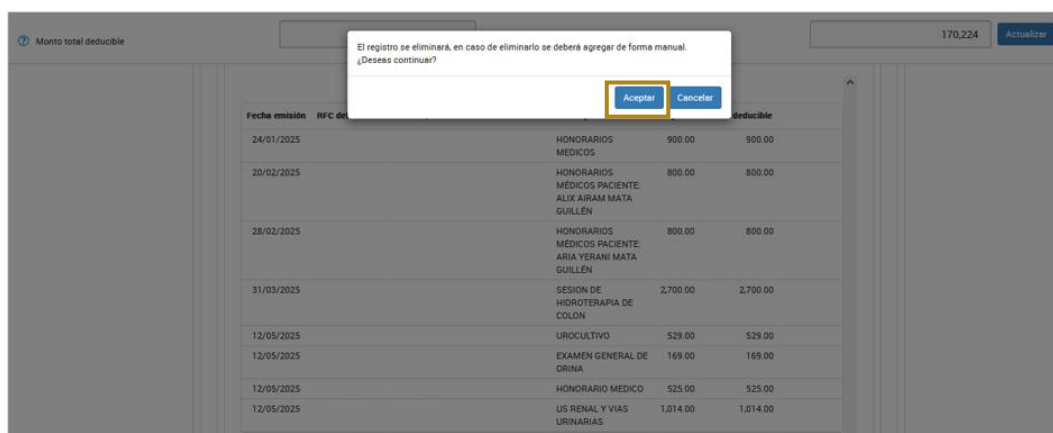 Monto total deducible
170,224
Actualizar
El registro se eliminará, en caso de eliminarlo se deberá agregar de forma manual.
¿Deseas continuar?
Aceptar Cancelar
Fecha emisión RFC de deducible
24/01/2025 HONORARIOS 900.00 900.00
MEDICOS
20/02/2025 HONORARIOS 800.00 800.00
MÉDICOS PACIENTE:
ALIX AIRAM MATA
GUILLÉN
28/02/2025 HONORARIOS 800.00 800.00
MÉDICOS PACIENTE:
ARIA YERANI MATA
GUILLÉN
31/03/2025 SESION DE 2,700.00 2,700.00
HIDROTERAPIA DE
COLON
12/05/2025 UROCULTIVO 529.00 529.00
12/05/2025 EXAMEN GENERAL DE 169.00 169.00
ORINA
12/05/2025 HONORARIO MEDICO 525.00 525.00
12/05/2025 US RENAL Y VIAS 1,014.00 1,014.00
URINARIAS